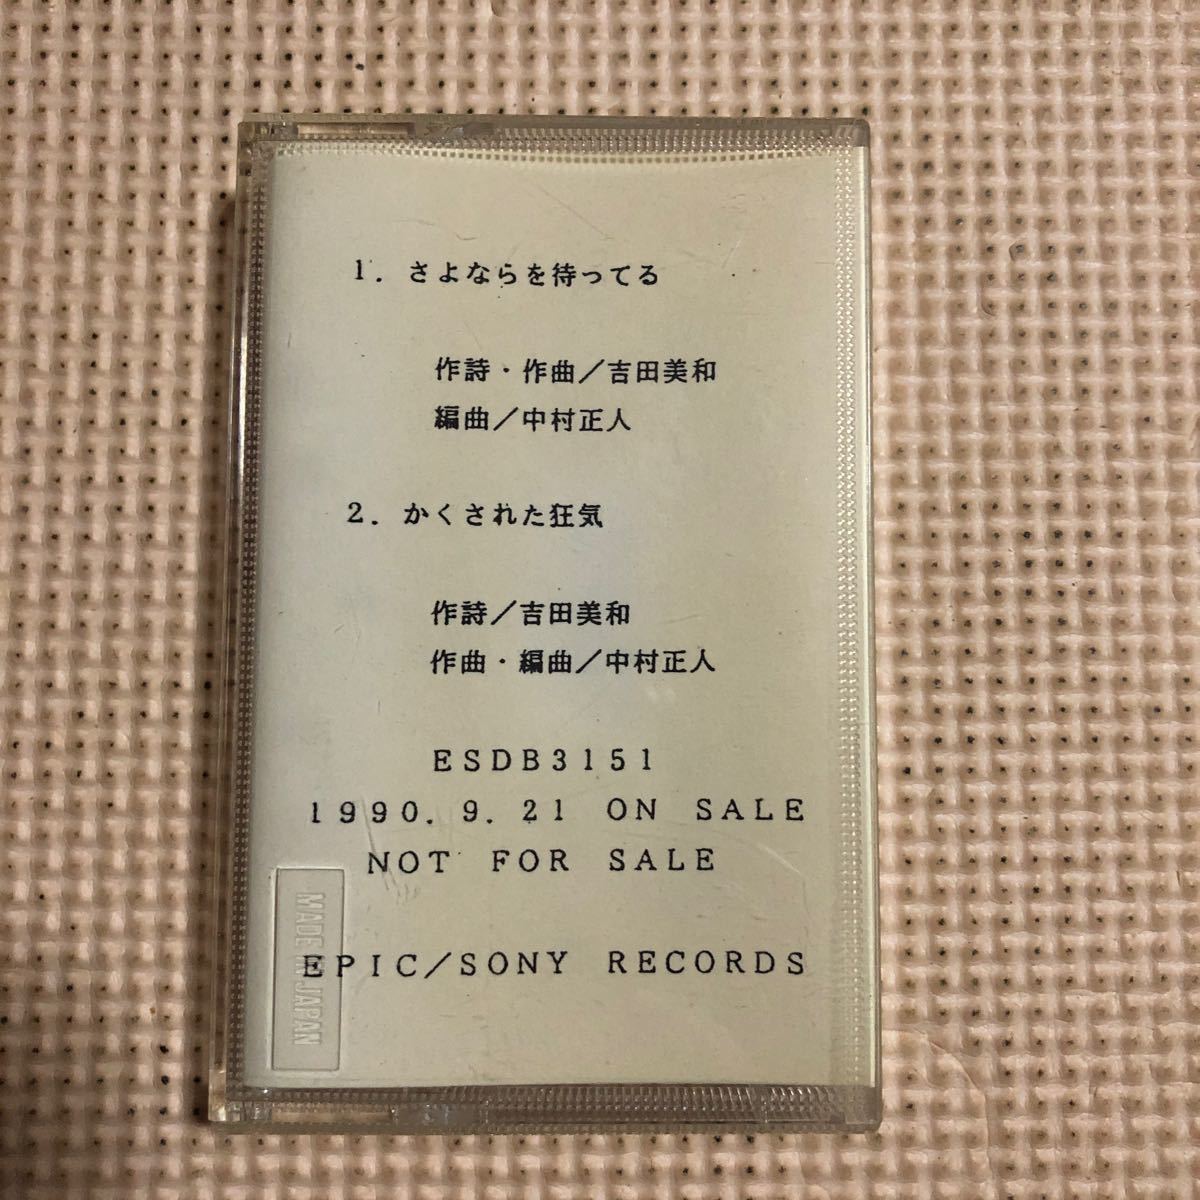 1. さよならを待ってる
作詩・作曲／吉田美和
編曲／中村正人
2. かくされた狂気
作詩／吉田美和
作曲・編曲／中村正人
ESDB3151
1990. 9. 21 ON SALE
NOT FOR SALE
EPIC／SONY RECORDS
MADE IN JAPAN